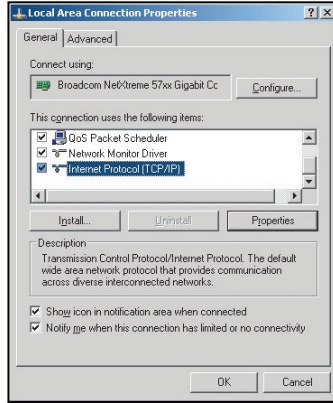 Local Area Connection Properties
General
Advanced
Connect using:
Broadcom NetXtreme 57xx Gigabit Cc
Configure...
This connection uses the following items:
QoS Packet Scheduler
Network Monitor Driver
Internet Protocol (TCP/IP)
Install...
Uninstall
Properties
Description
Transmission Control Protocol/Internet Protocol. The default
wide area network protocol that provides communication
across diverse interconnected networks.
Show icon in notification area when connected
Notify me when this connection has limited or no connectivity
OK
Cancel